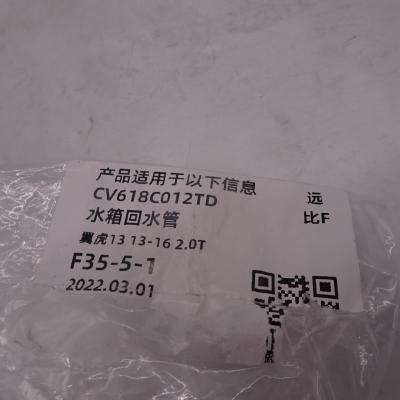 产品适用于以下信息
CV618C012TD
水箱回水管
翼虎13 13-16 2.0T
F35-5-1
2022.03.01
远
比F